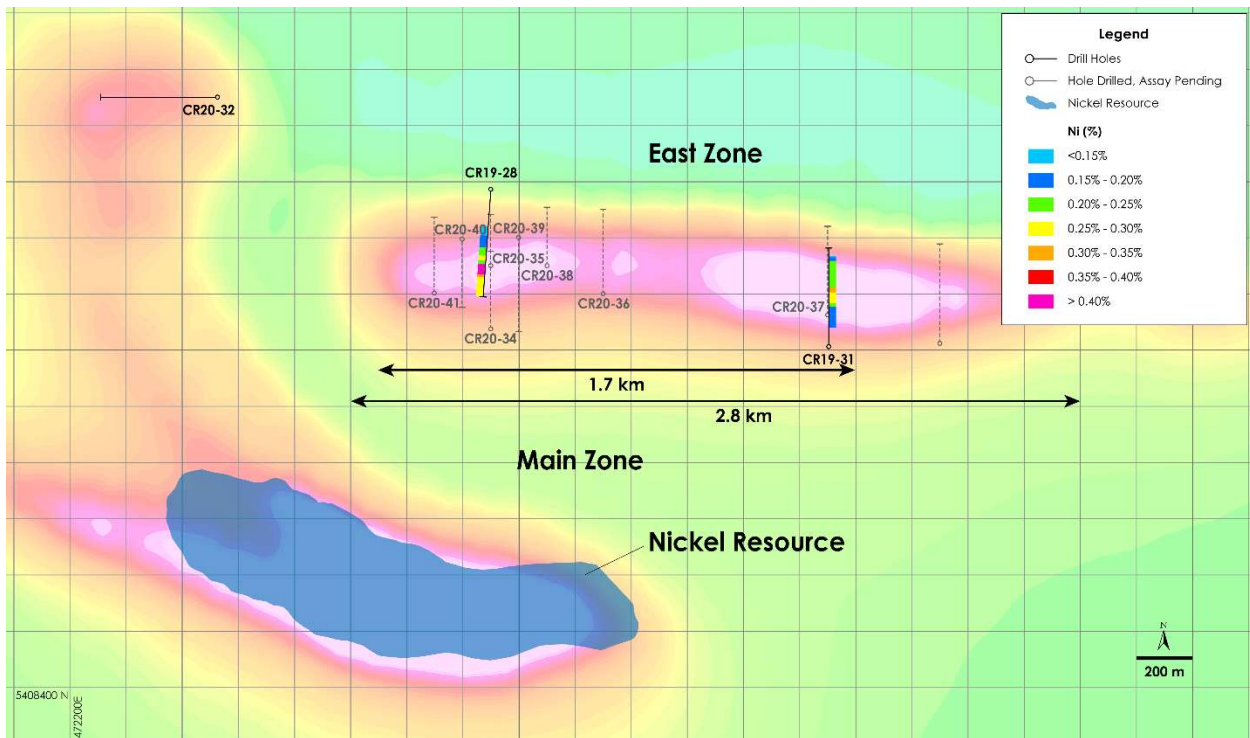 Legend
Drill Holes
Hole Drilled, Assay Pending
Nickel Resource
Ni (%)
<0.15%
0.15% - 0.20%
0.20% - 0.25%
0.25% - 0.30%
0.30% - 0.35%
0.35% - 0.40%
> 0.40%
CR20-32
East Zone
CR19-28
CR20-40
CR20-39
CR20-35
CR20-38
CR20-41
CR20-36
CR20-37
CR20-34
CR19-31
1.7 km
2.8 km
Main Zone
Nickel Resource
N
200 m
5408400 N
472200E